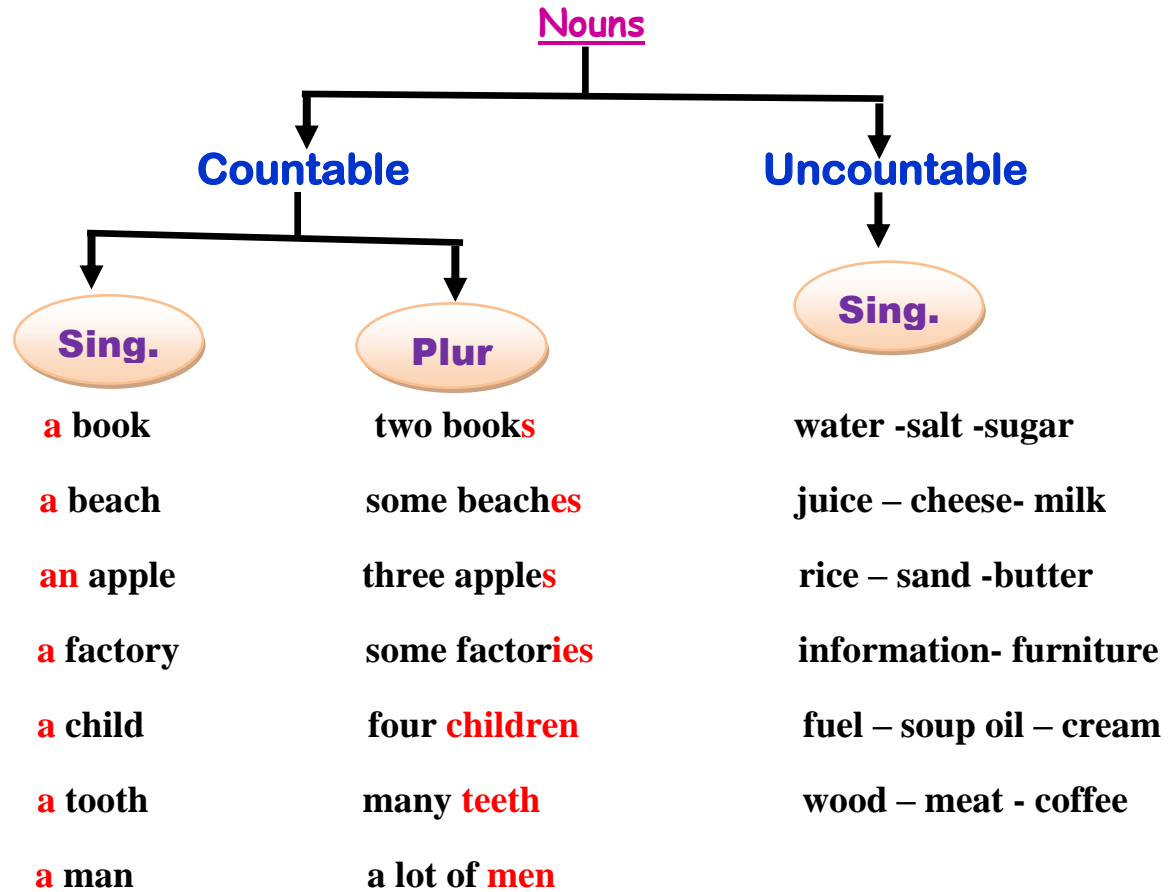 Nouns
Countable Uncountable
Sing. Plur Sing.
a book two books water -salt -sugar
a beach some beaches juice – cheese- milk
an apple three apples rice – sand -butter
a factory some factories information- furniture
a child four children fuel – soup oil – cream
a tooth many teeth wood – meat - coffee
a man a lot of men